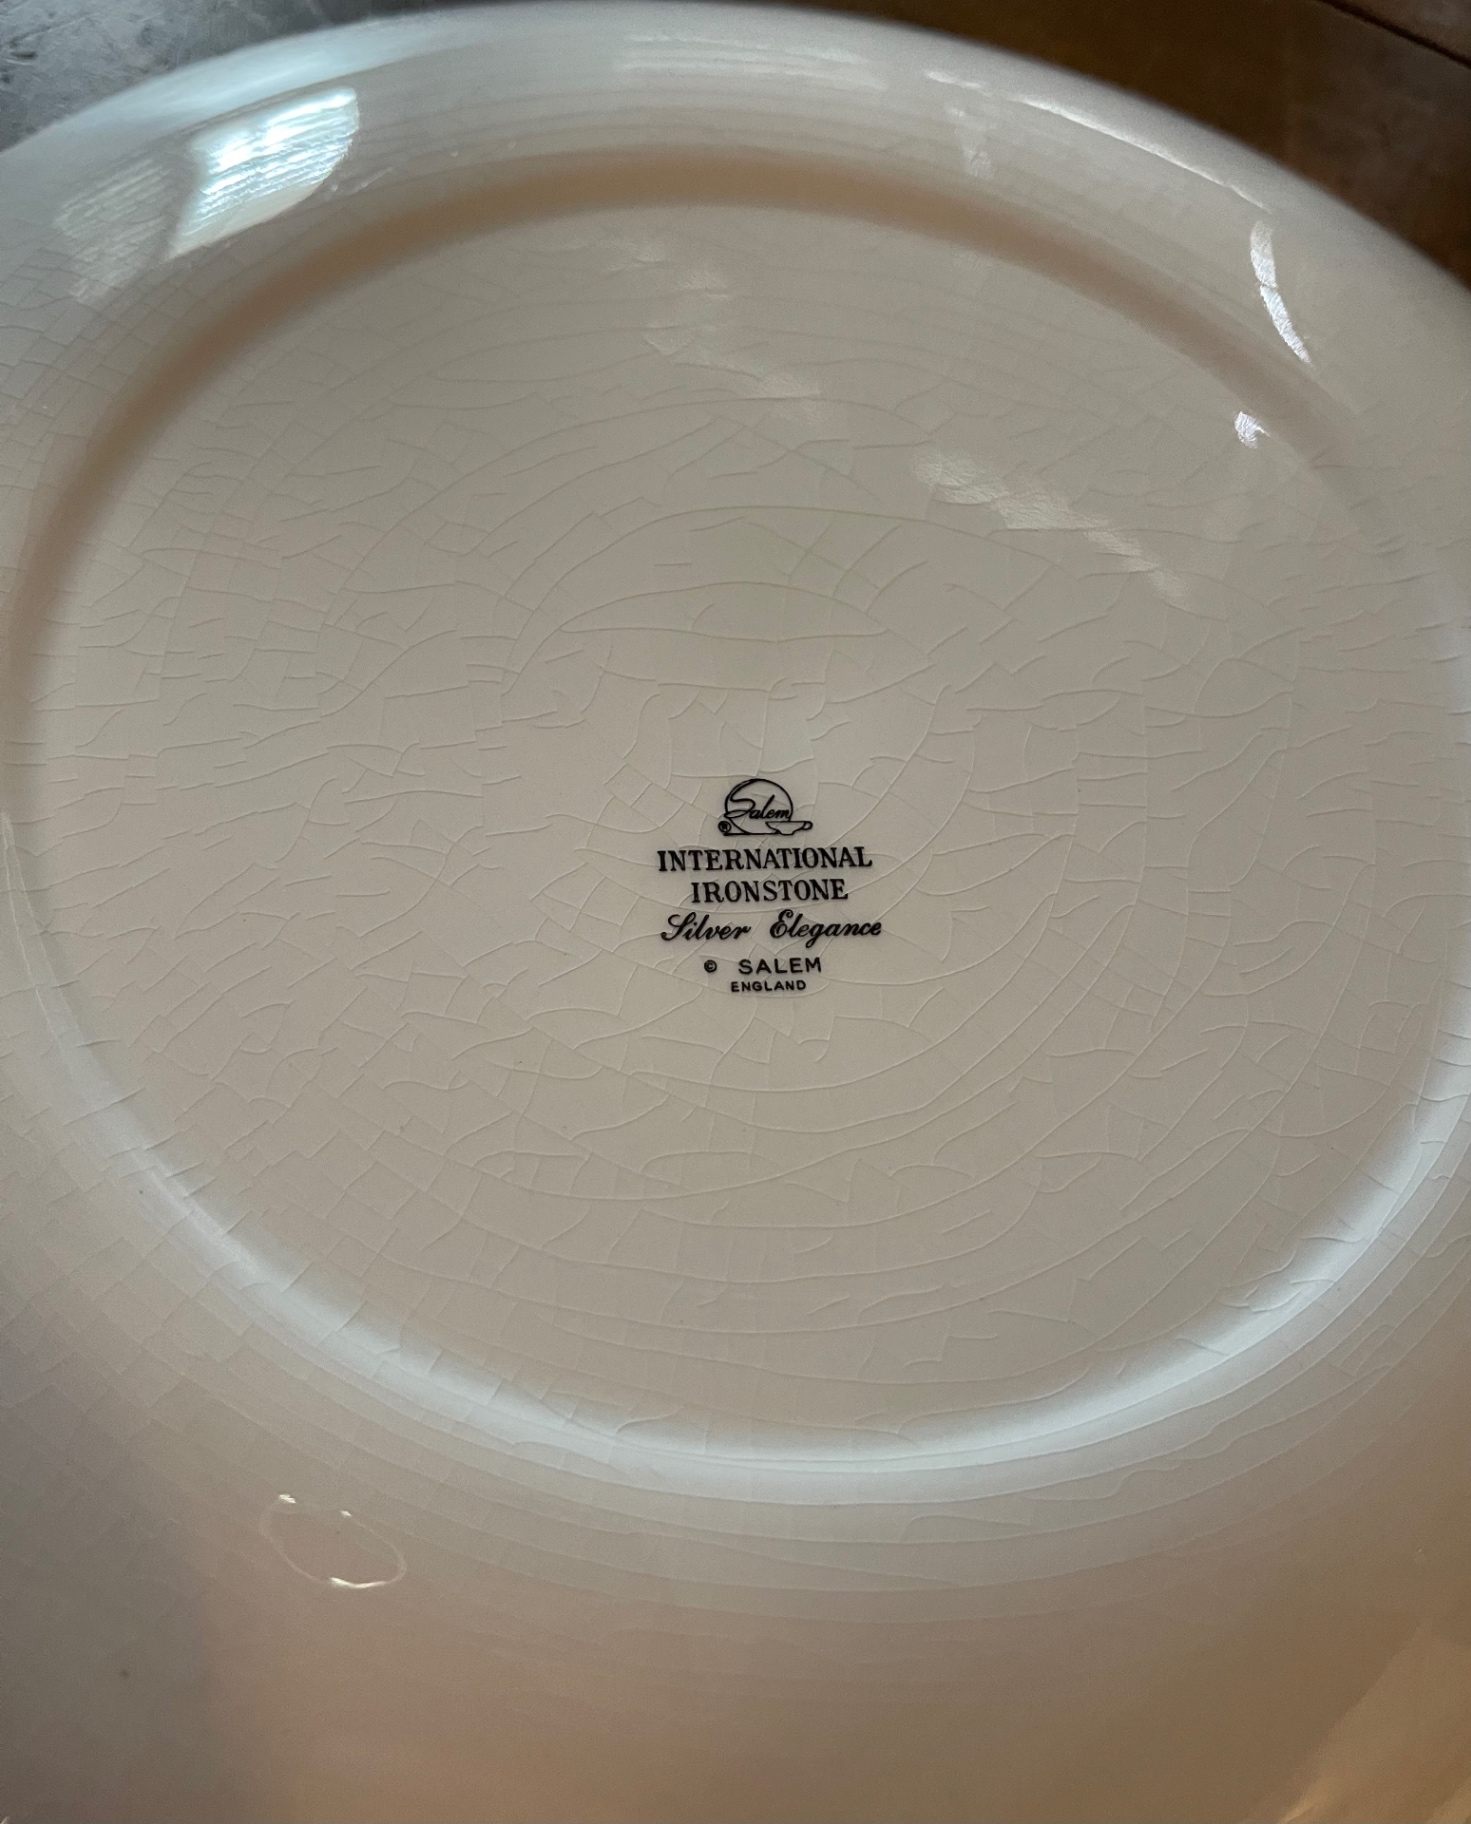 Salem
®
INTERNATIONAL
IRONSTONE
Silver Elegance
© SALEM
ENGLAND